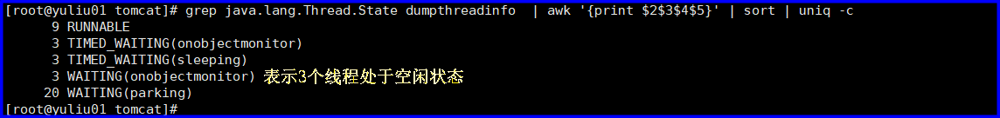 [root@yuliu01 tomcat]# grep java.lang.Thread.State dumpthreadinfo  | awk '{print $2$3$4$5}' | sort | uniq -c
      9 RUNNABLE
      3 TIMED_WAITING(onobjectmonitor)
      3 TIMED_WAITING(sleeping)
      3 WAITING(onobjectmonitor) 表示3个线程处于空闲状态
     20 WAITING(parking)
[root@yuliu01 tomcat]#